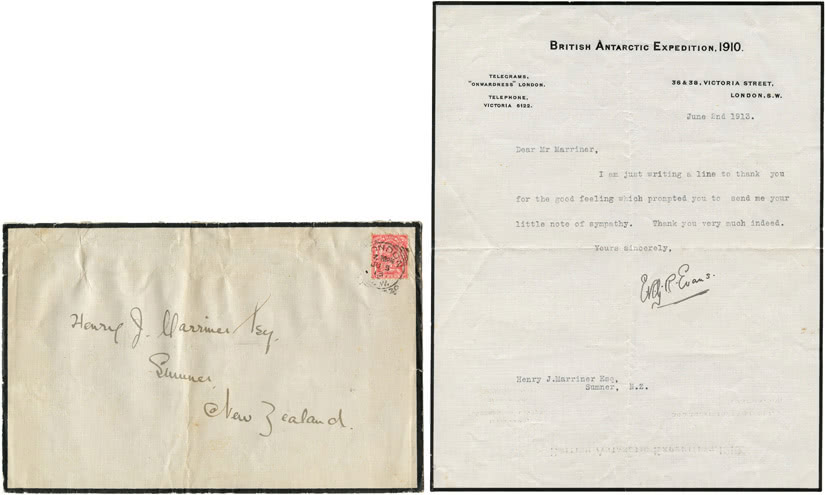 Henry J. Marriner Esq.
Sumner
New Zealand.
BRITISH ANTARCTIC EXPEDITION, 1910.
TELEGRAMS,
"ONWARDNESS" LONDON.
TELEPHONE,
VICTORIA 6122.
36 & 38, VICTORIA STREET,
LONDON, S.W.
June 2nd 1913.
Dear Mr Marriner,
I am just writing a line to thank you
for the good feeling which prompted you to send me your
little note of sympathy. Thank you very much indeed.
Yours sincerely,
R. Evans.
Henry J.Marriner Esq,
Sumner, N.Z.